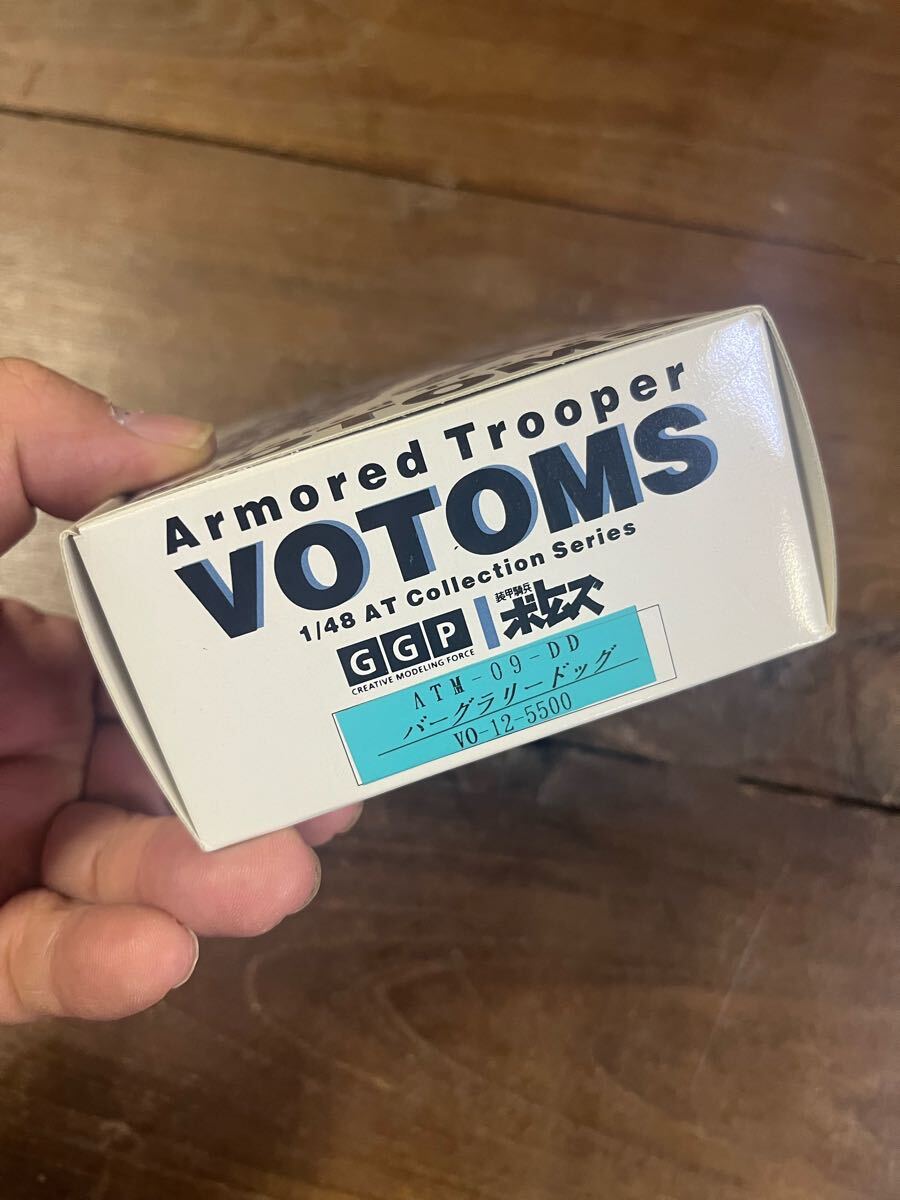 Armored Trooper
VOTOMS
1/48 AT Collection Series
GGP
CREATIVE MODELING FORCE
装甲騎兵
ボトムズ
ATM-09-DD
バーグラリードッグ
VO-12-5500